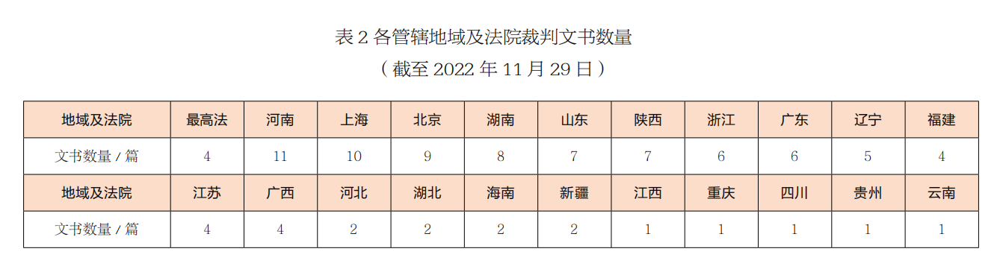 表 2 各管辖地域及法院裁判文书数量
（截至 2022 年 11 月 29 日）
地域及法院 最高法 河南 上海 北京 湖南 山东 陕西 浙江 广东 辽宁 福建
文书数量 / 篇 4 11 10 9 8 7 7 6 6 5 4
地域及法院 江苏 广西 河北 湖北 海南 新疆 江西 重庆 四川 贵州 云南
文书数量 / 篇 4 4 2 2 2 2 1 1 1 1 1